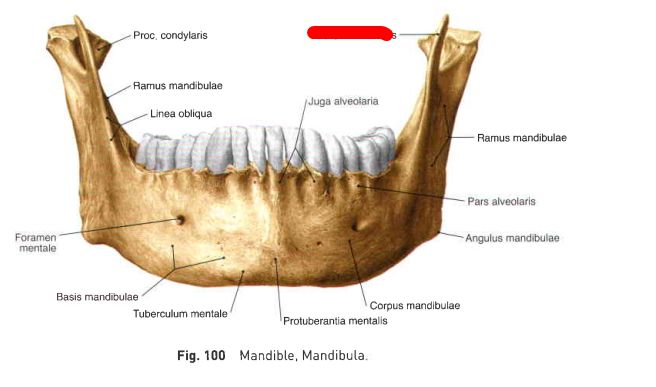 Proc. condylaris
s
Ramus mandibulae
Juga alveolaria
Linea obliqua
Ramus mandibulae
Pars alveolaris
Foramen
mentale
Angulus mandibulae
Basis mandibulae
Corpus mandibulae
Tuberculum mentale
Protuberantia mentalis
Fig. 100 Mandible, Mandibula.